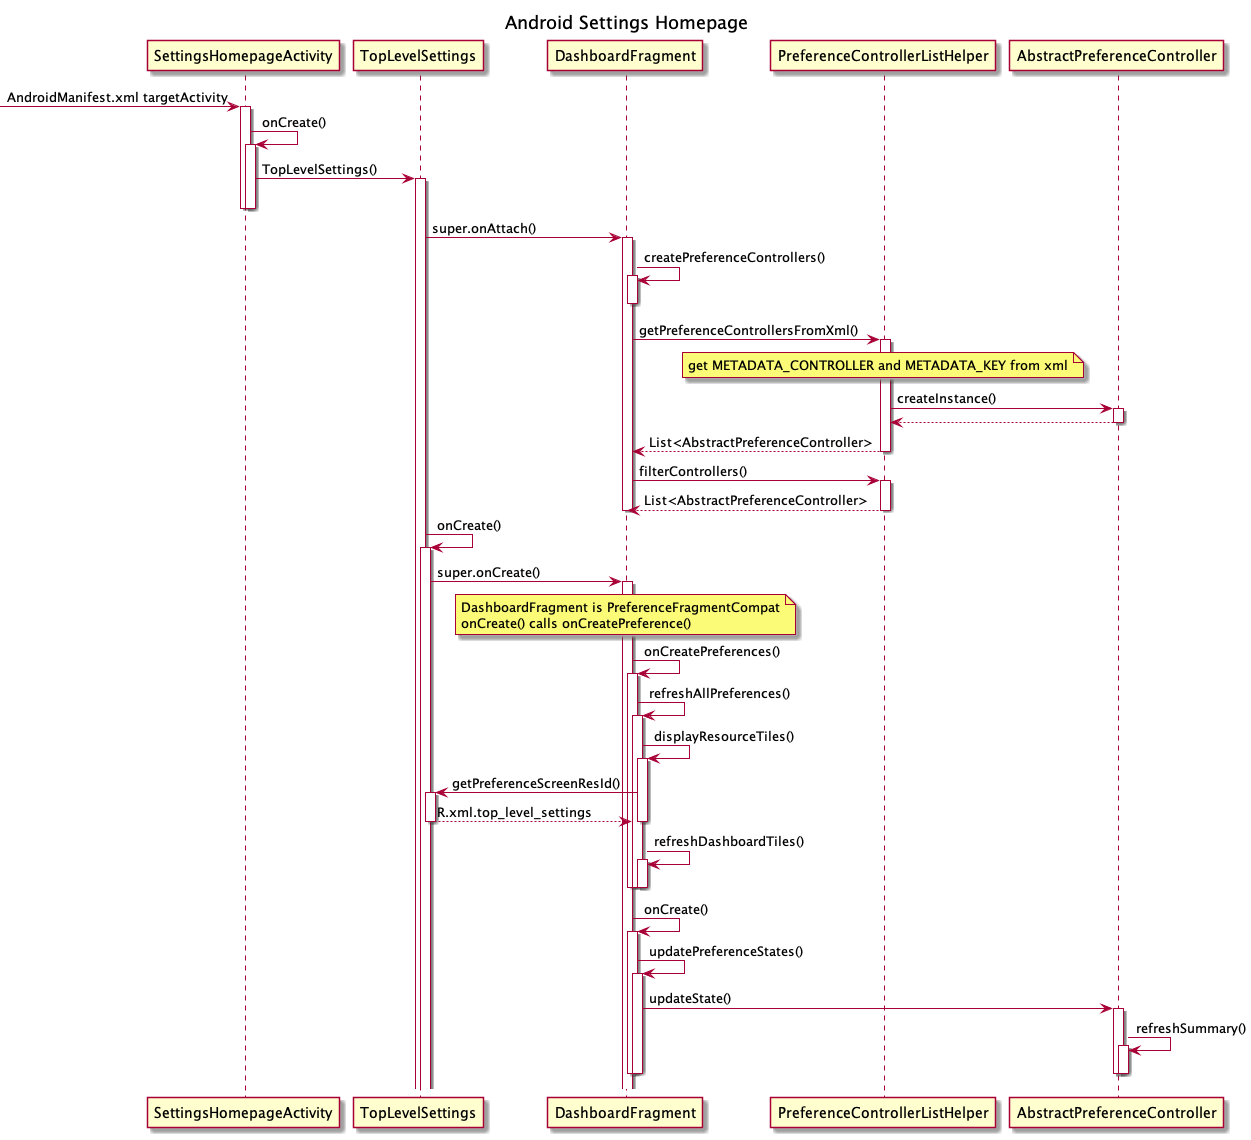 Android Settings Homepage
SettingsHomepageActivity
TopLevelSettings
DashboardFragment
PreferenceControllerListHelper
AbstractPreferenceController
AndroidManifest.xml targetActivity
onCreate()
TopLevelSettings()
super.onAttach()
createPreferenceControllers()
getPreferenceControllersFromXml()
get METADATA_CONTROLLER and METADATA_KEY from xml
createInstance()
List<AbstractPreferenceController>
filterControllers()
List<AbstractPreferenceController>
onCreate()
super.onCreate()
DashboardFragment is PreferenceFragmentCompat
onCreate() calls onCreatePreference()
onCreatePreferences()
refreshAllPreferences()
displayResourceTiles()
getPreferenceScreenResId()
R.xml.top_level_settings
refreshDashboardTiles()
onCreate()
updatePreferenceStates()
updateState()
refreshSummary()
SettingsHomepageActivity
TopLevelSettings
DashboardFragment
PreferenceControllerListHelper
AbstractPreferenceController